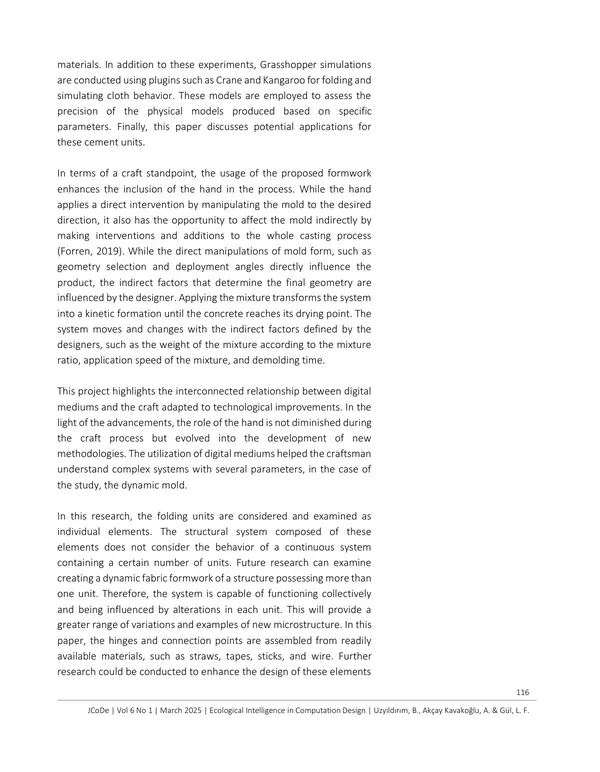 materials. In addition to these experiments, Grasshopper simulations
are conducted using plugins such as Crane and Kangaroo for folding and
simulating cloth behavior. These models are employed to assess the
precision of the physical models produced based on specific
parameters. Finally, this paper discusses potential applications for
these cement units.
In terms of a craft standpoint, the usage of the proposed formwork
enhances the inclusion of the hand in the process. While the hand
applies a direct intervention by manipulating the mold to the desired
direction, it also has the opportunity to affect the mold indirectly by
making interventions and additions to the whole casting process
(Forren, 2019). While the direct manipulations of mold form, such as
geometry selection and deployment angles directly influence the
product, the indirect factors that determine the final geometry are
influenced by the designer. Applying the mixture transforms the system
into a kinetic formation until the concrete reaches its drying point. The
system moves and changes with the indirect factors defined by the
designers, such as the weight of the mixture according to the mixture
ratio, application speed of the mixture, and demolding time.
This project highlights the interconnected relationship between digital
mediums and the craft adapted to technological improvements. In the
light of the advancements, the role of the hand is not diminished during
the craft process but evolved into the development of new
methodologies. The utilization of digital mediums helped the craftsman
understand complex systems with several parameters, in the case of
the study, the dynamic mold.
In this research, the folding units are considered and examined as
individual elements. The structural system composed of these
elements does not consider the behavior of a continuous system
containing a certain number of units. Future research can examine
creating a dynamic fabric formwork of a structure possessing more than
one unit. Therefore, the system is capable of functioning collectively
and being influenced by alterations in each unit. This will provide a
greater range of variations and examples of new microstructure. In this
paper, the hinges and connection points are assembled from readily
available materials, such as straws, tapes, sticks, and wire. Further
research could be conducted to enhance the design of these elements
116
JCoDe | Vol 6 No 1 | March 2025 | Ecological Intelligence in Computation Design | Uzyıldırım, B., Akçay Kavakoğlu, A. & Gül, L. F.